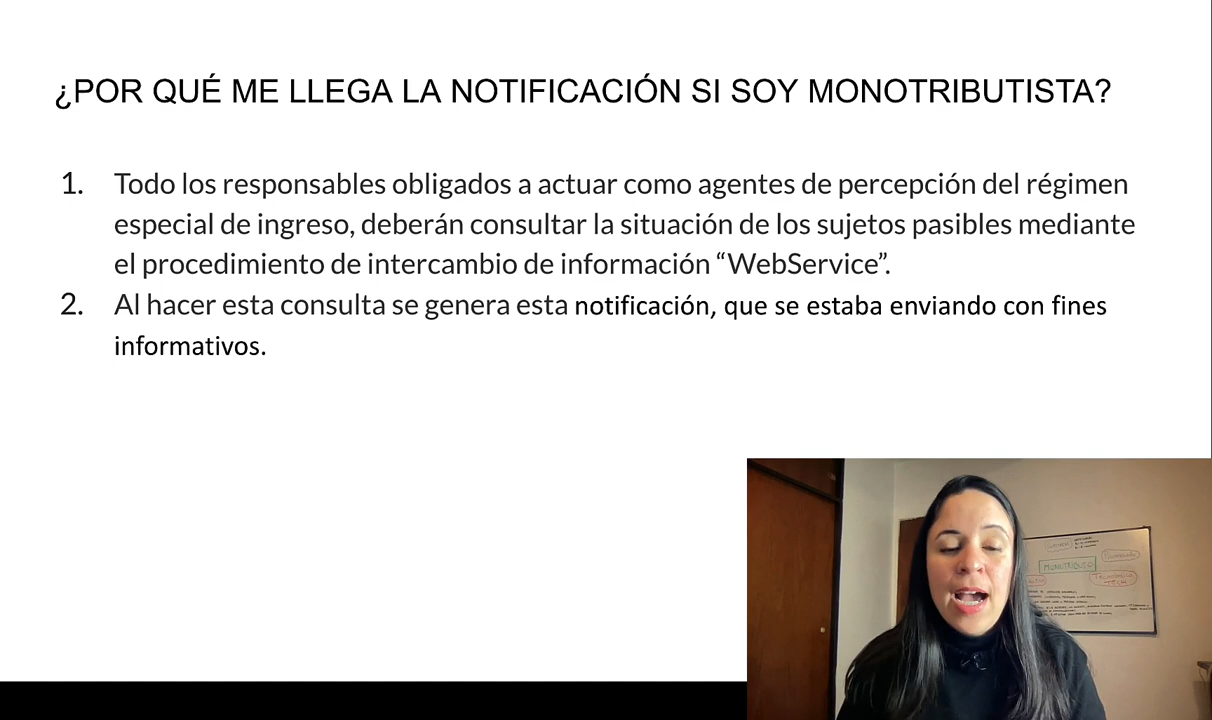 ¿POR QUÉ ME LLEGA LA NOTIFICACIÓN SI SOY MONOTRIBUTISTA?
1. Todo los responsables obligados a actuar como agentes de percepción del régimen
especial de ingreso, deberán consultar la situación de los sujetos pasibles mediante
el procedimiento de intercambio de información “WebService”.
2. Al hacer esta consulta se genera esta notificación, que se estaba enviando con fines
informativos.
MONOTRIBUTO